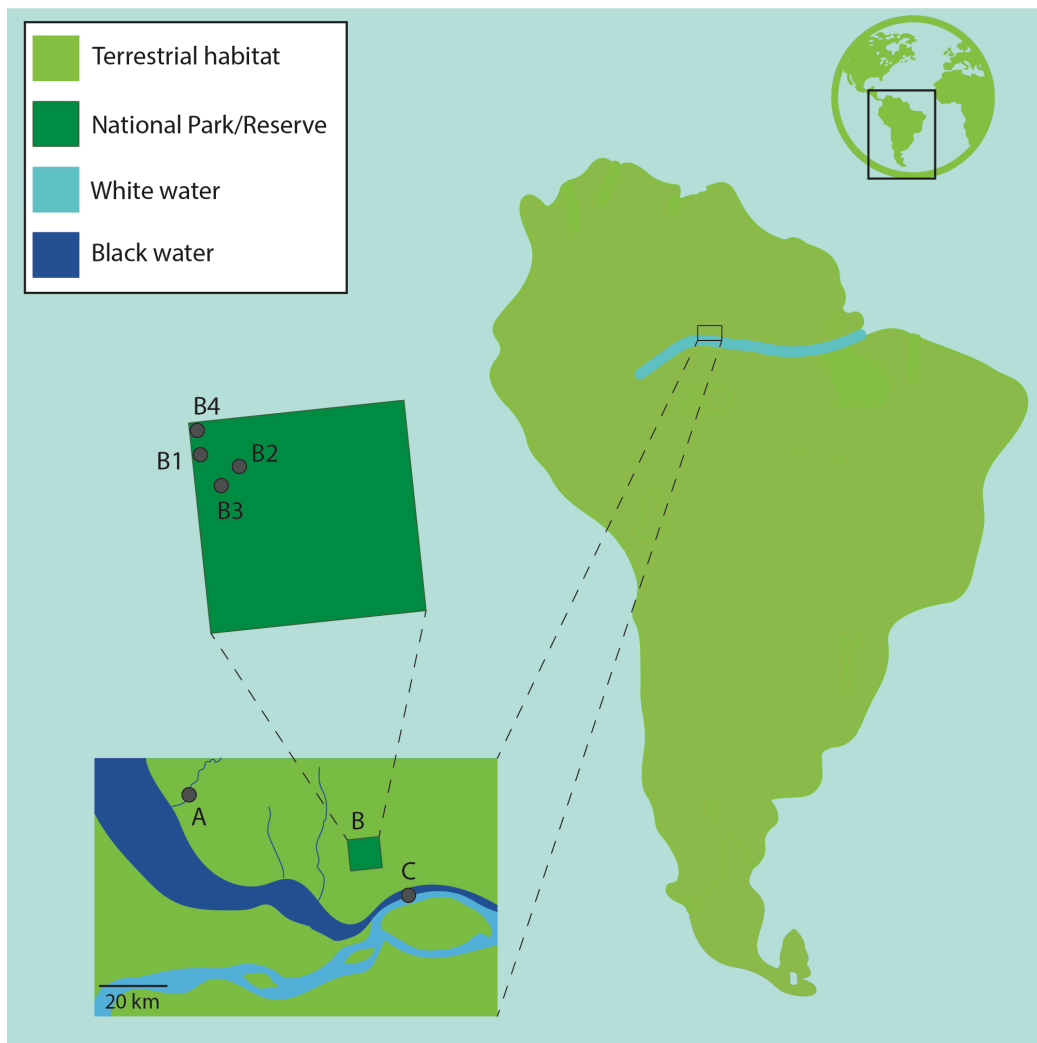 Terrestrial habitat
National Park/Reserve
White water
Black water
B4
B1
B2
B3
A
B
C
20 km